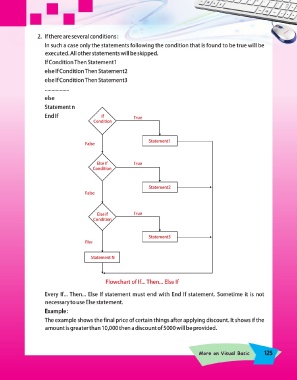 2. If there are several conditions :
In such a case only the statements following the condition that is found to be true will be
executed. All other statements will be skipped.
If Condition Then Statement1
else If Condition Then Statement2
else If Condition Then Statement3
----------
else
Statement n
End If
If
Condition
True
Statement1
False
Else If
Condition
True
Statement2
False
Else If
Condition
True
Statement3
Else
Statement N
Flowchart of If... Then... Else If
Every If... Then... Else If statement must end with End If statement. Sometime it is not
necessary to use Else statement.
Example :
The example shows the final price of certain things after applying discount. It shows if the
amount is greater than 10,000 then a discount of 5000 will be provided.
More on Visual Basic 125